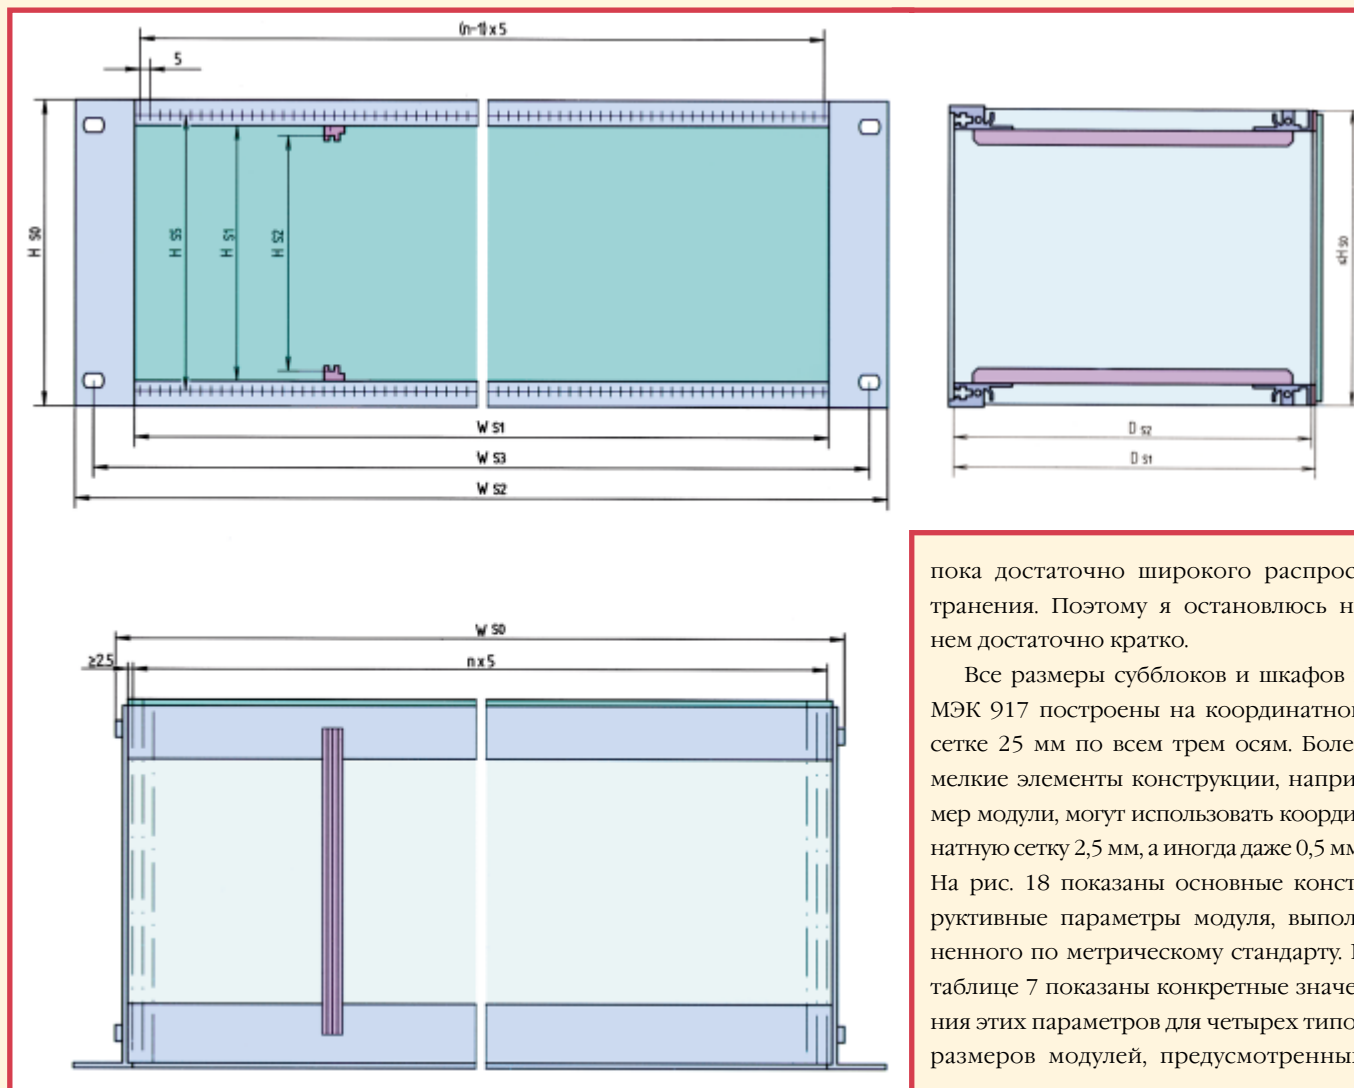 (n-1) x 5
5
H S0
H S5
H S1
H S2
W S1
W S3
W S2
≤H S0
D S2
D S1
W S0
≥2.5
n x 5
пока достаточно широкого распрос
транения. Поэтому я остановлюсь н
нем достаточно кратко.
Все размеры субблоков и шкафов
МЭК 917 построены на координатно
сетке 25 мм по всем трем осям. Боле
мелкие элементы конструкции, напри
мер модули, могут использовать коорди
натную сетку 2,5 мм, а иногда даже 0,5 мм
На рис. 18 показаны основные конст
руктивные параметры модуля, выпол
ненного по метрическому стандарту.
таблице 7 показаны конкретные значе
ния этих параметров для четырех типо
размеров модулей, предусмотренны